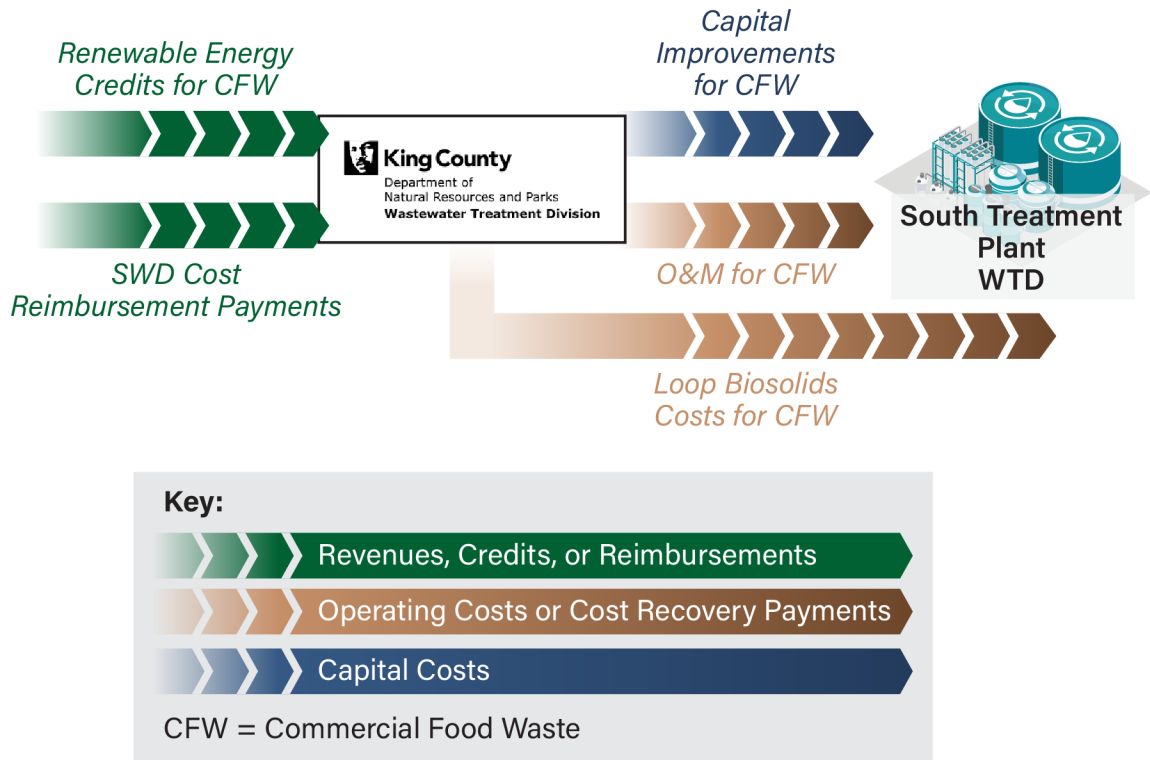 Renewable Energy
Credits for CFW
Capital
Improvements
for CFW
King County
Department of
Natural Resources and Parks
Wastewater Treatment Division
South Treatment
Plant
WTD
SWD Cost
Reimbursement Payments
O&M for CFW
Loop Biosolids
Costs for CFW
Key:
Revenues, Credits, or Reimbursements
Operating Costs or Cost Recovery Payments
Capital Costs
CFW = Commercial Food Waste